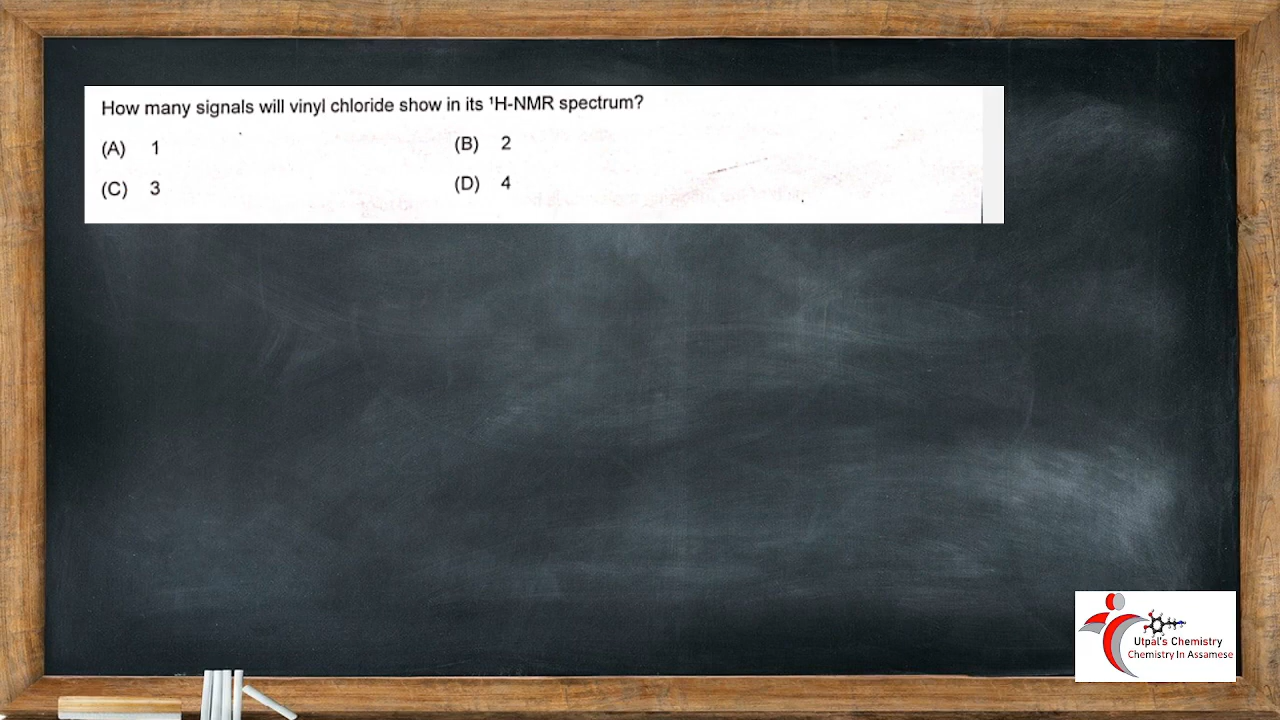 How many signals will vinyl chloride show in its ¹H-NMR spectrum?
(A) 1 (B) 2
(C) 3 (D) 4
Utpal's Chemistry
Chemistry In Assamese